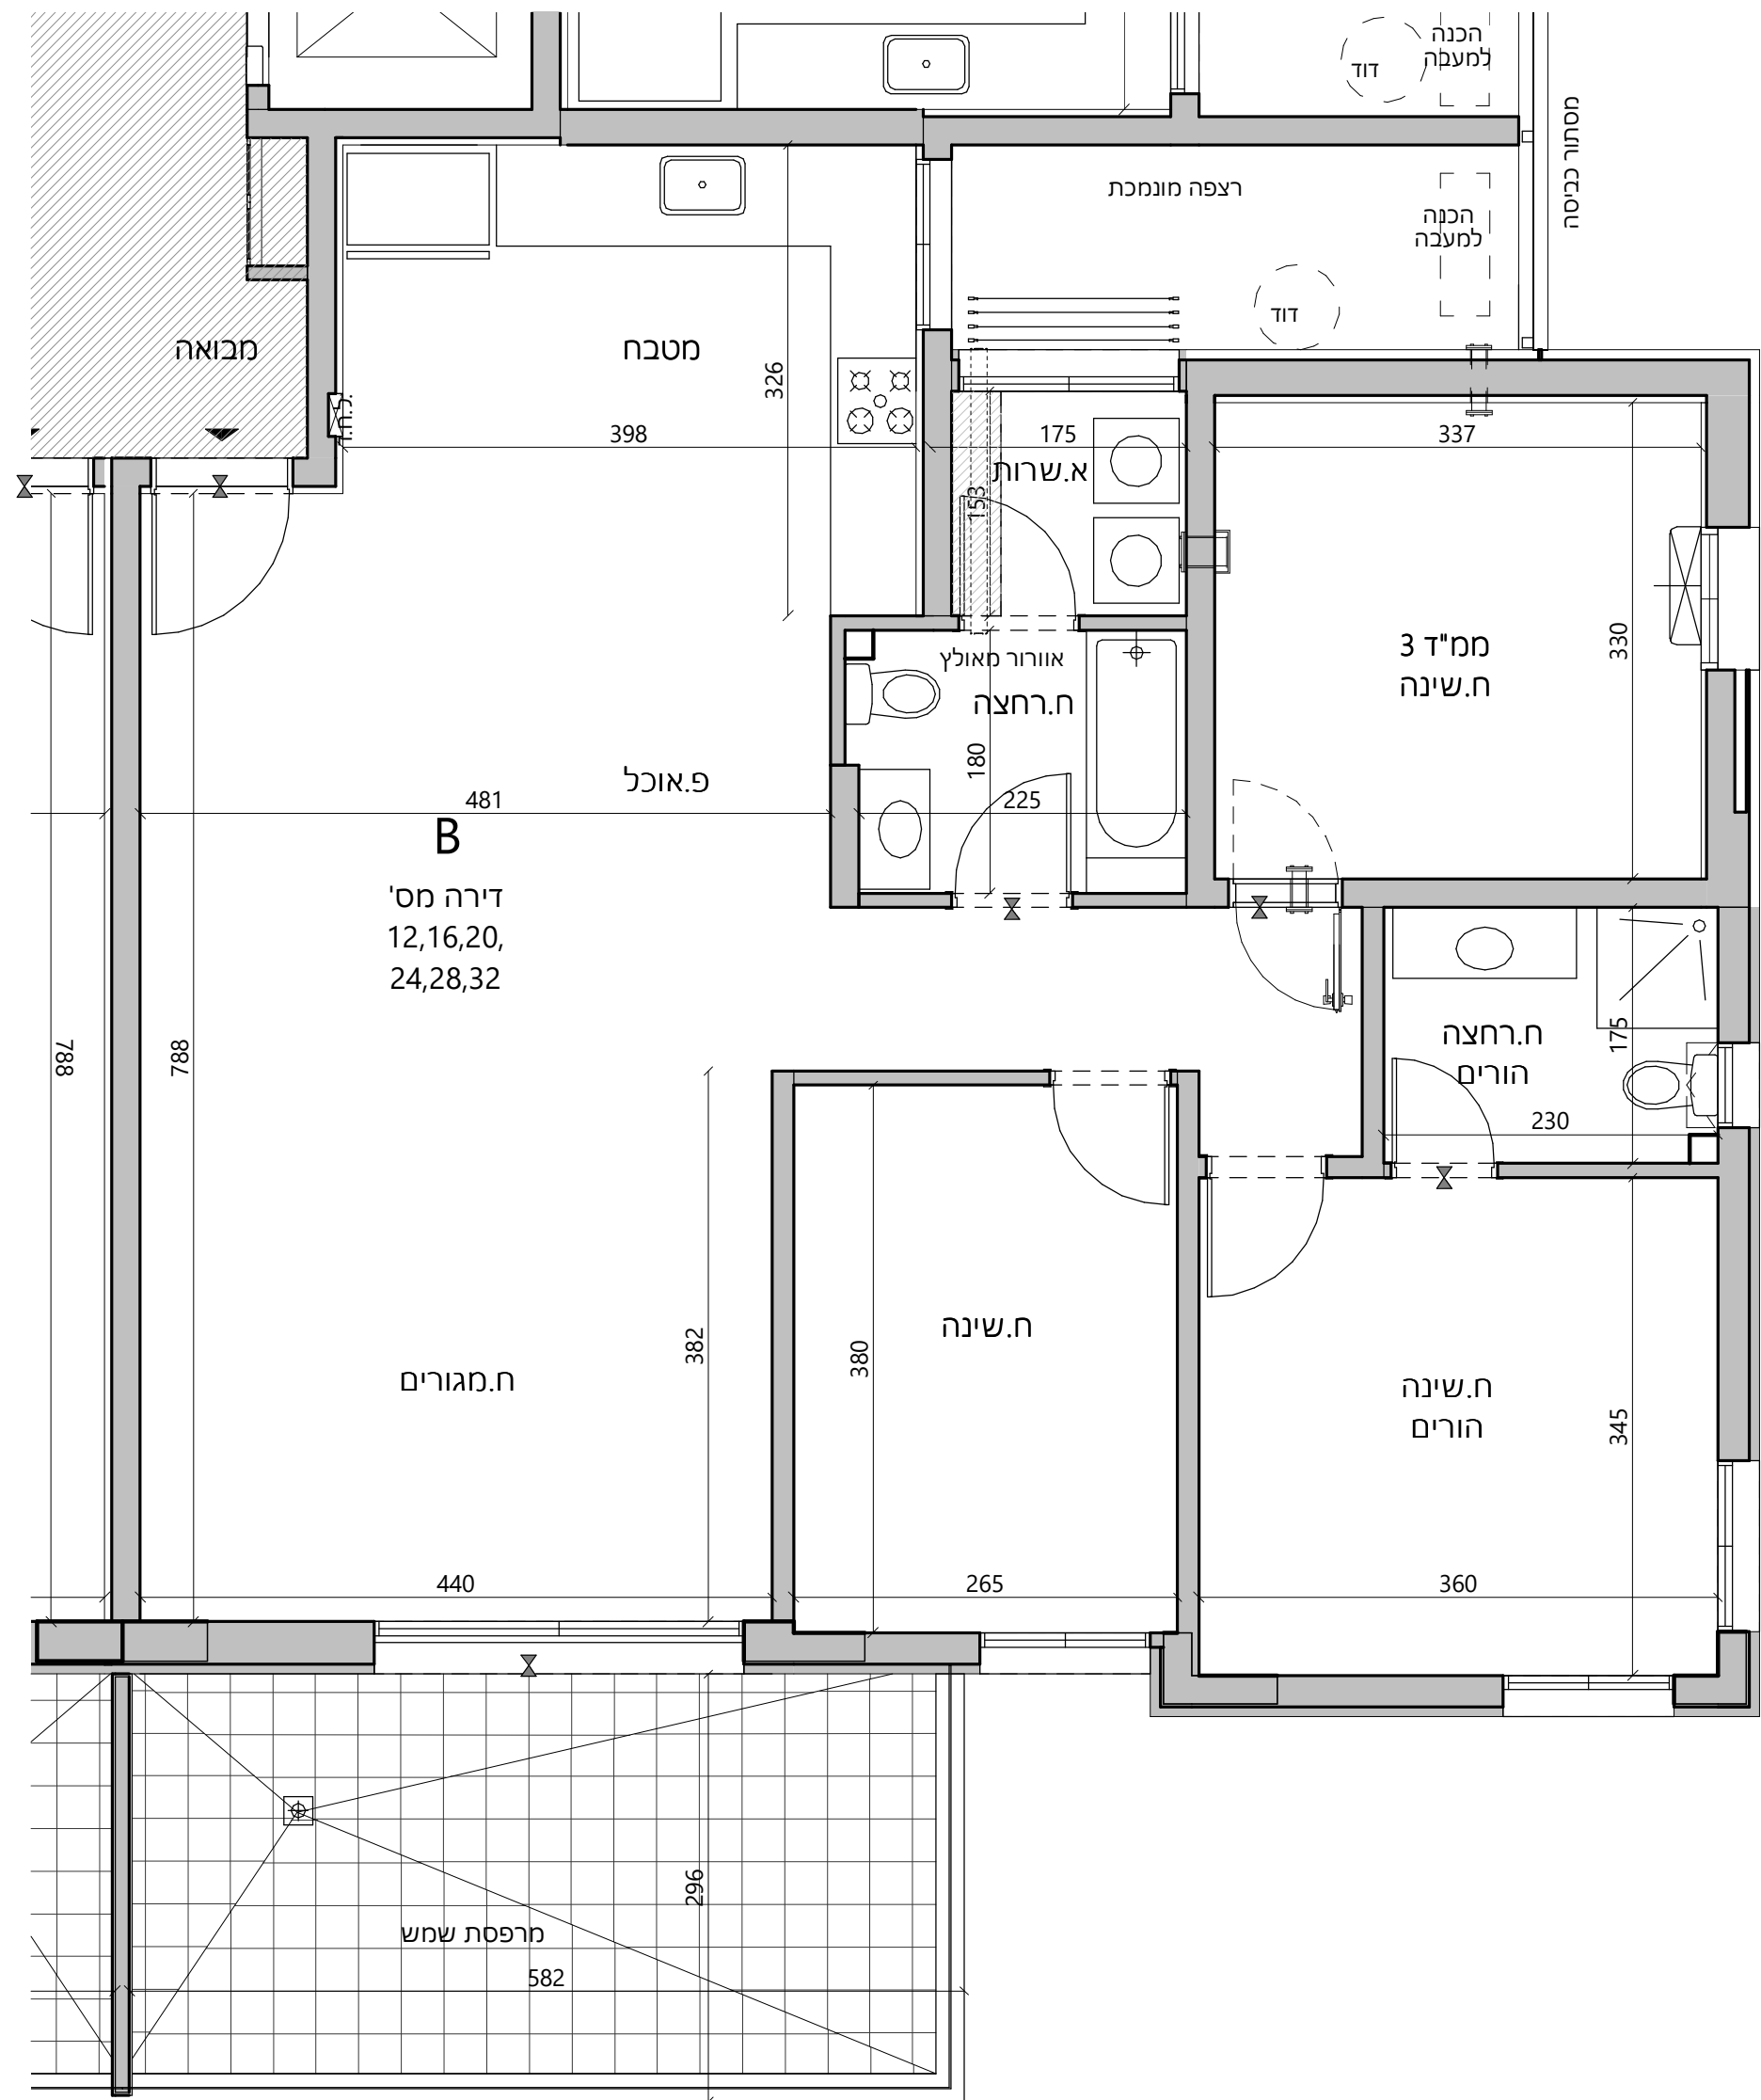 הכנה
למעבה
דוד
מסתור כביסה
רצפה מונמכת
הכנה
למעבה
דוד
מבואה
מטבח
326
ל.ח.ו.
398
175
337
א.שרות
153
ממ"ד 3
ח.שינה
330
אוורור מאולץ
ח.רחצה
180
פ.אוכל
481
225
B
דירה מס'
12,16,20,
24,28,32
788
788
ח.רחצה
הורים
175
230
ח.שינה
382
380
ח.מגורים
ח.שינה
הורים
345
440
265
360
296
מרפסת שמש
582